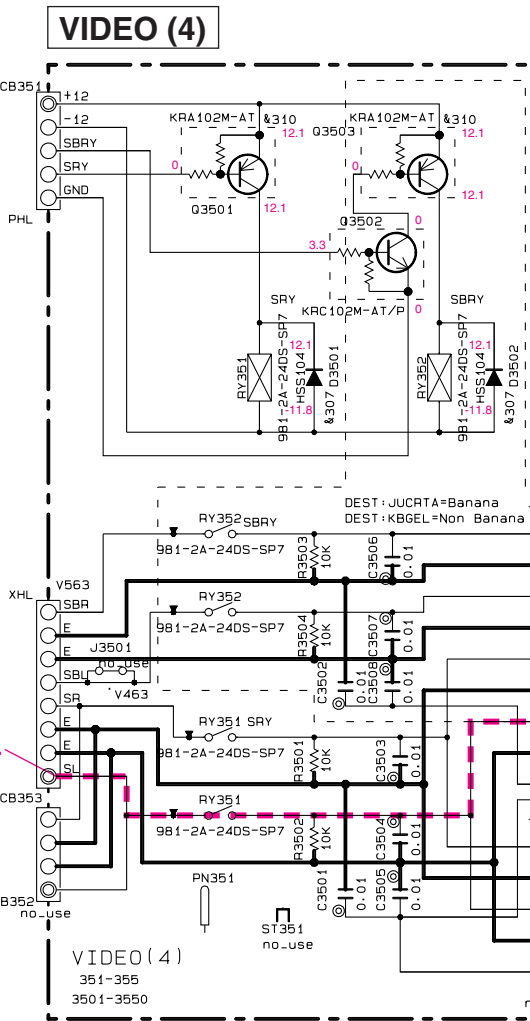 VIDEO (4)
CB351
+12
-12
SBRY
SRY
GND
PHL
KRA102M-AT &310
12.1
0
Q3501
12.1
Q3503
KRA102M-AT &310
12.1
0
12.1
Q3502
0
3.3
KRC102M-AT/P
0
SRY
RY351
981-2A-24DS-SP7
12.1
HSS104
-11.8
&307 D3501
SBRY
RY352
981-2A-24DS-SP7
12.1
HSS104
-11.8
&307 D3502
DEST:JUCRTA=Banana
DEST:KBGEL=Non Banana
XHL
V563
SBR
E
E
SBL
SR
E
E
SL
J3501
no_use
V463
RY352 SBRY
981-2A-24DS-SP7
R3503
10K
C3506
0.01
RY352
981-2A-24DS-SP7
R3504
10K
C3507
0.01
C3502
0.01
C3508
0.01
RY351 SRY
981-2A-24DS-SP7
R3501
10K
C3503
0.01
RY351
981-2A-24DS-SP7
R3502
10K
C3504
0.01
C3501
0.01
C3505
0.01
CB353
B352
no_use
PN351
ST351
no_use
VIDEO(4)
351-355
3501-3550